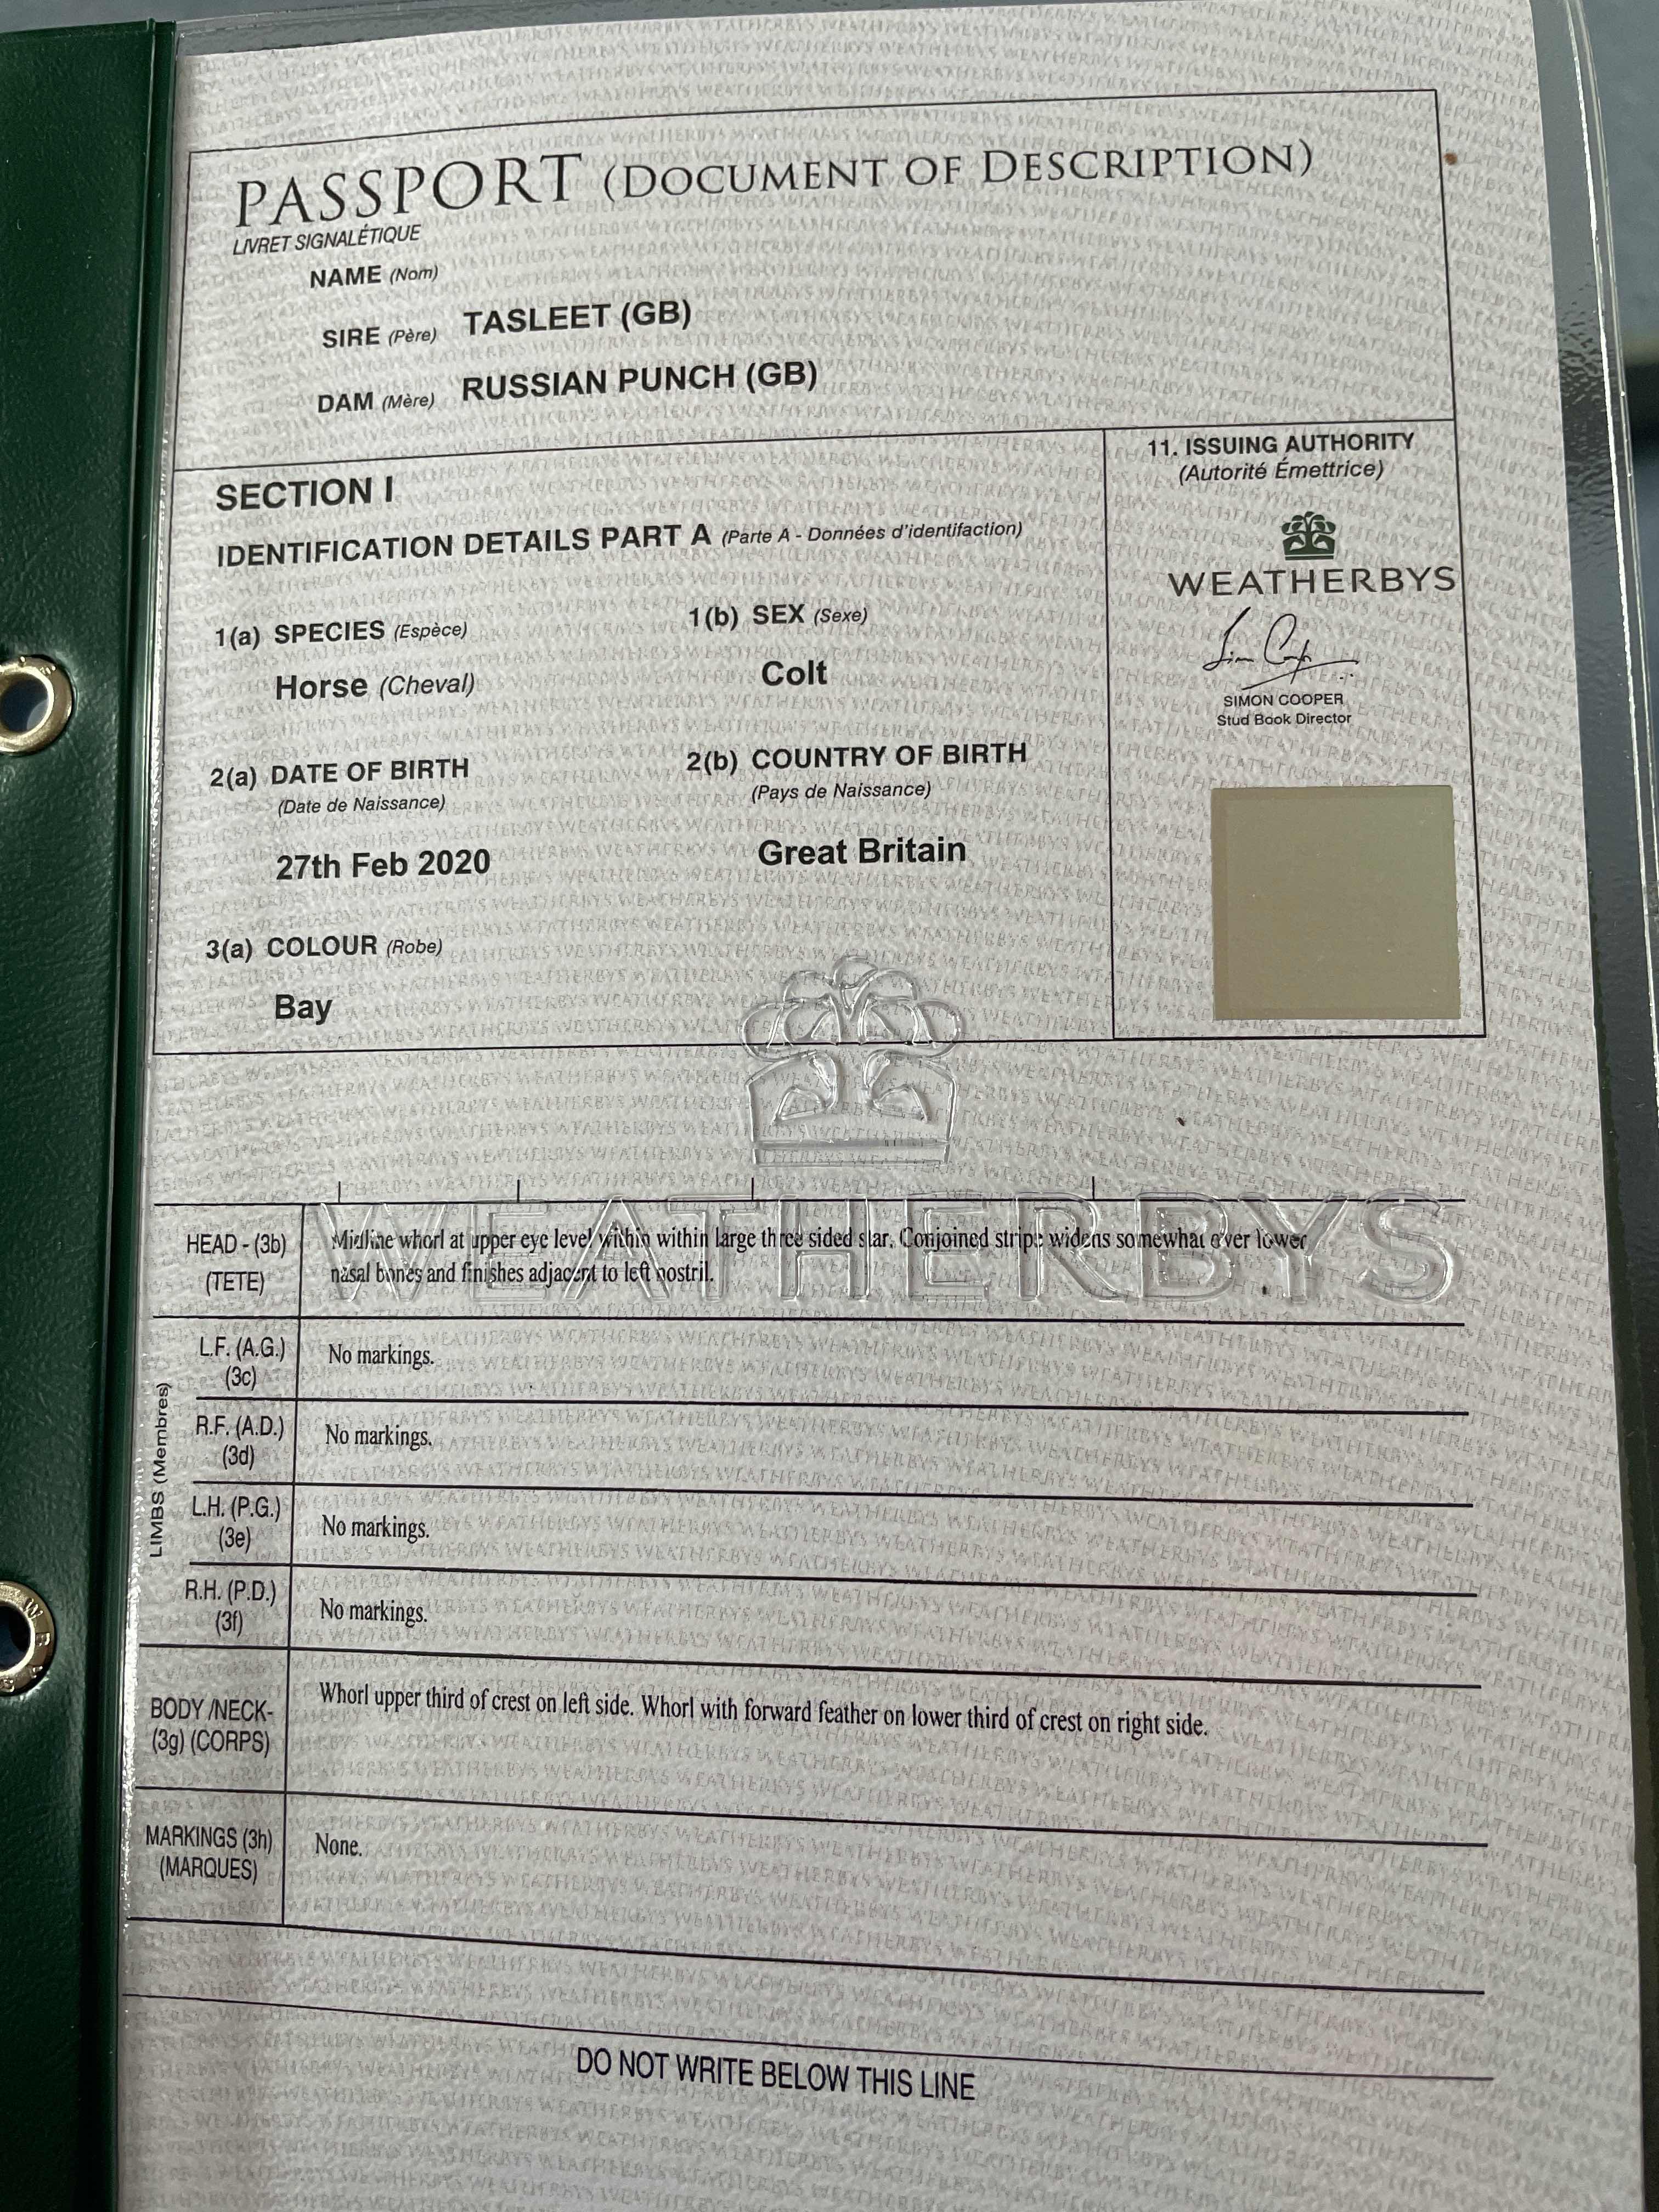 PASSPORT (DOCUMENT OF DESCRIPTION)
LIVRET SIGNALÉTIQUE
NAME (Nom)
SIRE (Père) TASLEET (GB)
DAM (Mère) RUSSIAN PUNCH (GB)
SECTION I
IDENTIFICATION DETAILS PART A (Parte A - Données d'identifaction)
1(a) SPECIES (Espèce)
Horse (Cheval)
1(b) SEX (Sexe)
Colt
2(a) DATE OF BIRTH
(Date de Naissance)
27th Feb 2020
2(b) COUNTRY OF BIRTH
(Pays de Naissance)
Great Britain
3(a) COLOUR (Robe)
Bay
11. ISSUING AUTHORITY
(Autorité Émettrice)
WEATHERBYS
SIMON COOPER
Stud Book Director
WEATHERBYS
HEAD - (3b)
(TETE)
Midline whorl at upper eye level within within large three sided star. Conjoined stripe widens somewhat over lower
nasal bones and finishes adjacent to left nostril.
LIMBS (Membres)
L.F. (A.G.)
(3c)
No markings.
R.F. (A.D.)
(3d)
No markings.
L.H. (P.G.)
(3e)
No markings.
R.H. (P.D.)
(3f)
No markings.
BODY /NECK-
(3g) (CORPS)
Whorl upper third of crest on left side. Whorl with forward feather on lower third of crest on right side.
MARKINGS (3h)
(MARQUES)
None.
DO NOT WRITE BELOW THIS LINE